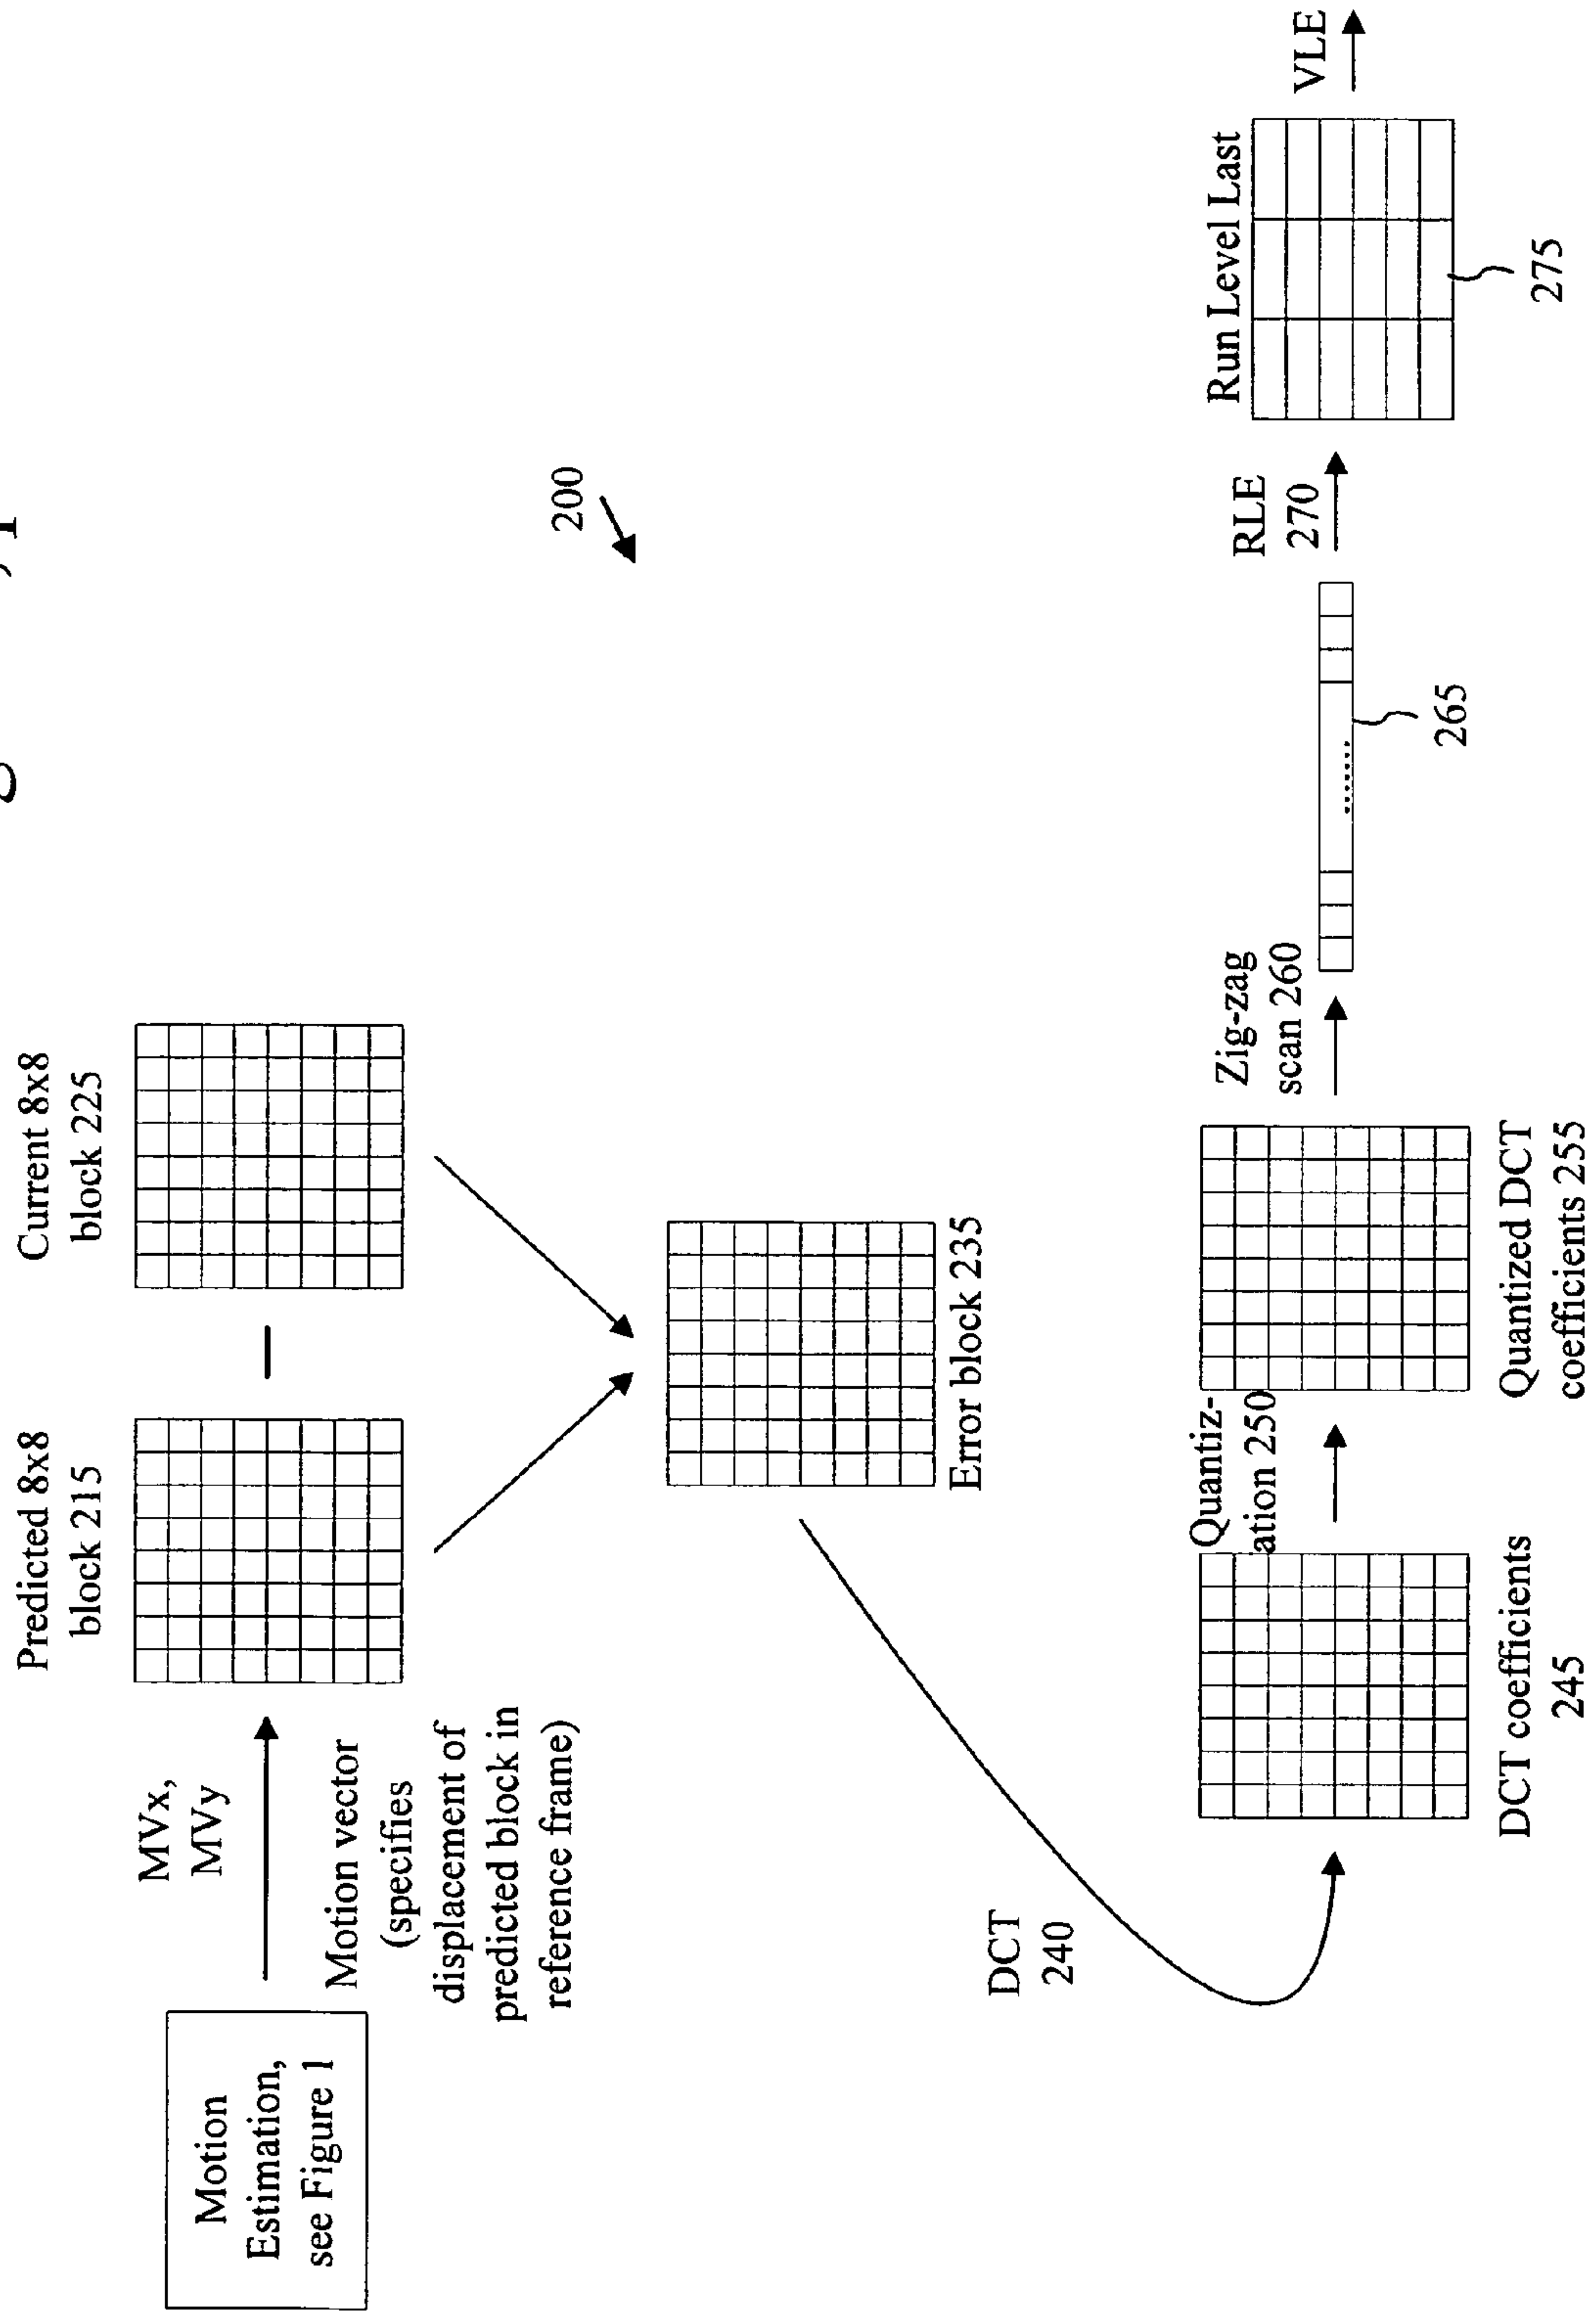 Predicted 8x8
block 215
Current 8x8
block 225
MVx,
MVy
Motion
Estimation,
see Figure 1
Motion vector
(specifies
displacement of
predicted block in
reference frame)
200
Error block 235
DCT
240
Quantiz-
ation 250
Zig-zag
scan 260
RLE
270
Run Level Last
VLE
DCT coefficients
245
Quantized DCT
coefficients 255
265
275